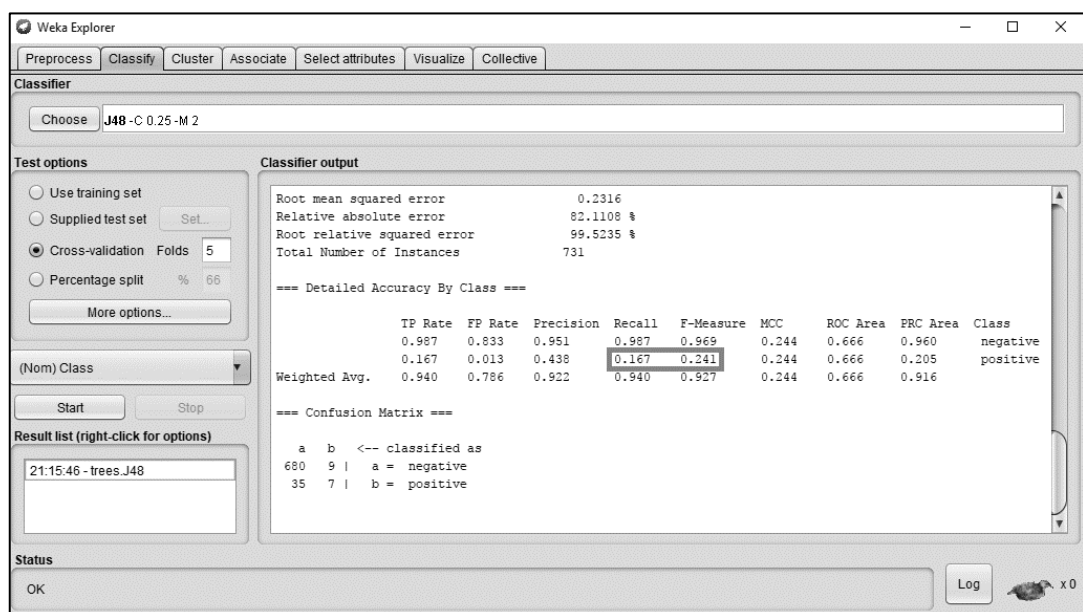 Weka Explorer
Preprocess Classify Cluster Associate Select attributes Visualize Collective
Classifier
Choose J48 -C 0.25 -M 2
Test options
Use training set
Supplied test set Set...
Cross-validation Folds 5
Percentage split % 66
More options...
(Nom) Class
Start Stop
Result list (right-click for options)
21:15:46 - trees.J48
Classifier output
Root mean squared error 0.2316
Relative absolute error 82.1108 %
Root relative squared error 99.5235 %
Total Number of Instances 731
=== Detailed Accuracy By Class ===
TP Rate FP Rate Precision Recall F-Measure MCC ROC Area PRC Area Class
0.987 0.833 0.951 0.987 0.969 0.244 0.666 0.960 negative
0.167 0.013 0.438 0.167 0.241 0.244 0.666 0.205 positive
Weighted Avg. 0.940 0.786 0.922 0.940 0.927 0.244 0.666 0.916
=== Confusion Matrix ===
a b <-- classified as
680 9 | a = negative
35 7 | b = positive
Status
OK
Log x 0